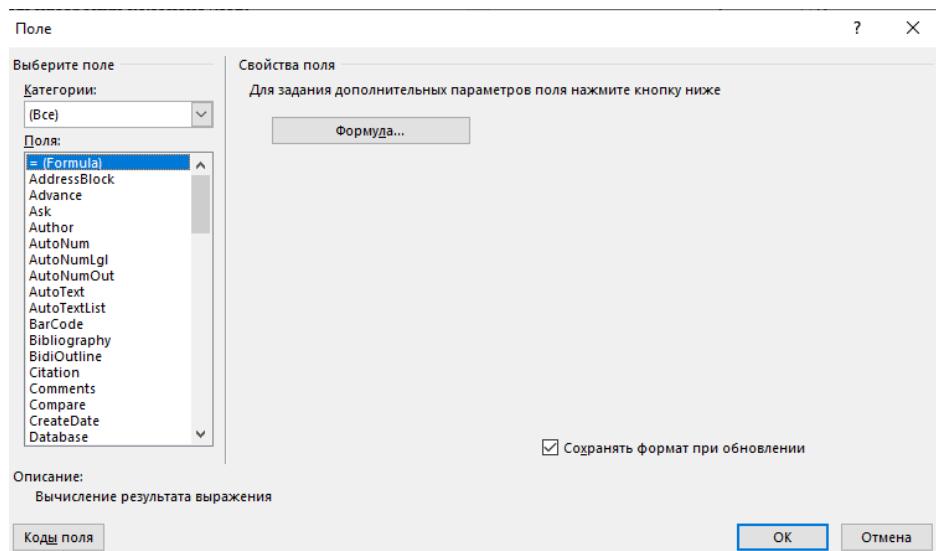 Поле
Выберите поле
Категории:
(Все)
Поля:
= (Formula)
AddressBlock
Advance
Ask
Author
AutoNum
AutoNumLgl
AutoNumOut
AutoText
AutoTextList
BarCode
Bibliography
BidiOutline
Citation
Comments
Compare
CreateDate
Database
Свойства поля
Для задания дополнительных параметров поля нажмите кнопку ниже
Формула...
Сохранять формат при обновлении
Описание:
Вычисление результата выражения
Коды поля
ОК
Отмена